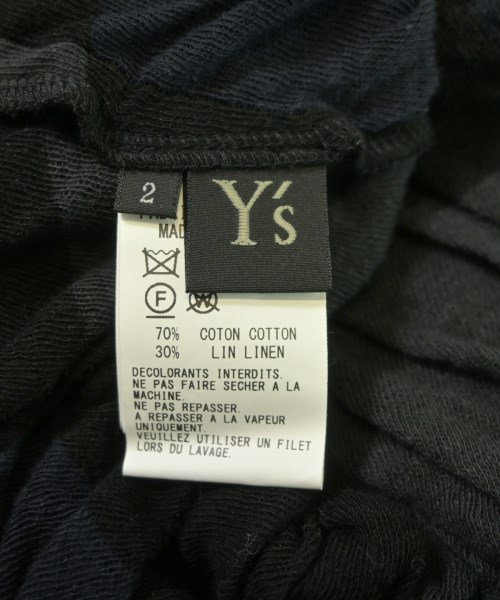 2
Y's
MAD
F
W
70% COTON COTTON
30% LIN LINEN
DECOLORANTS INTERDITS.
NE PAS FAIRE SECHER A LA
MACHINE.
NE PAS REPASSER.
A REPASSER A LA VAPEUR
UNIQUEMENT.
VEUILLEZ UTILISER UN FILET
LORS DU LAVAGE.